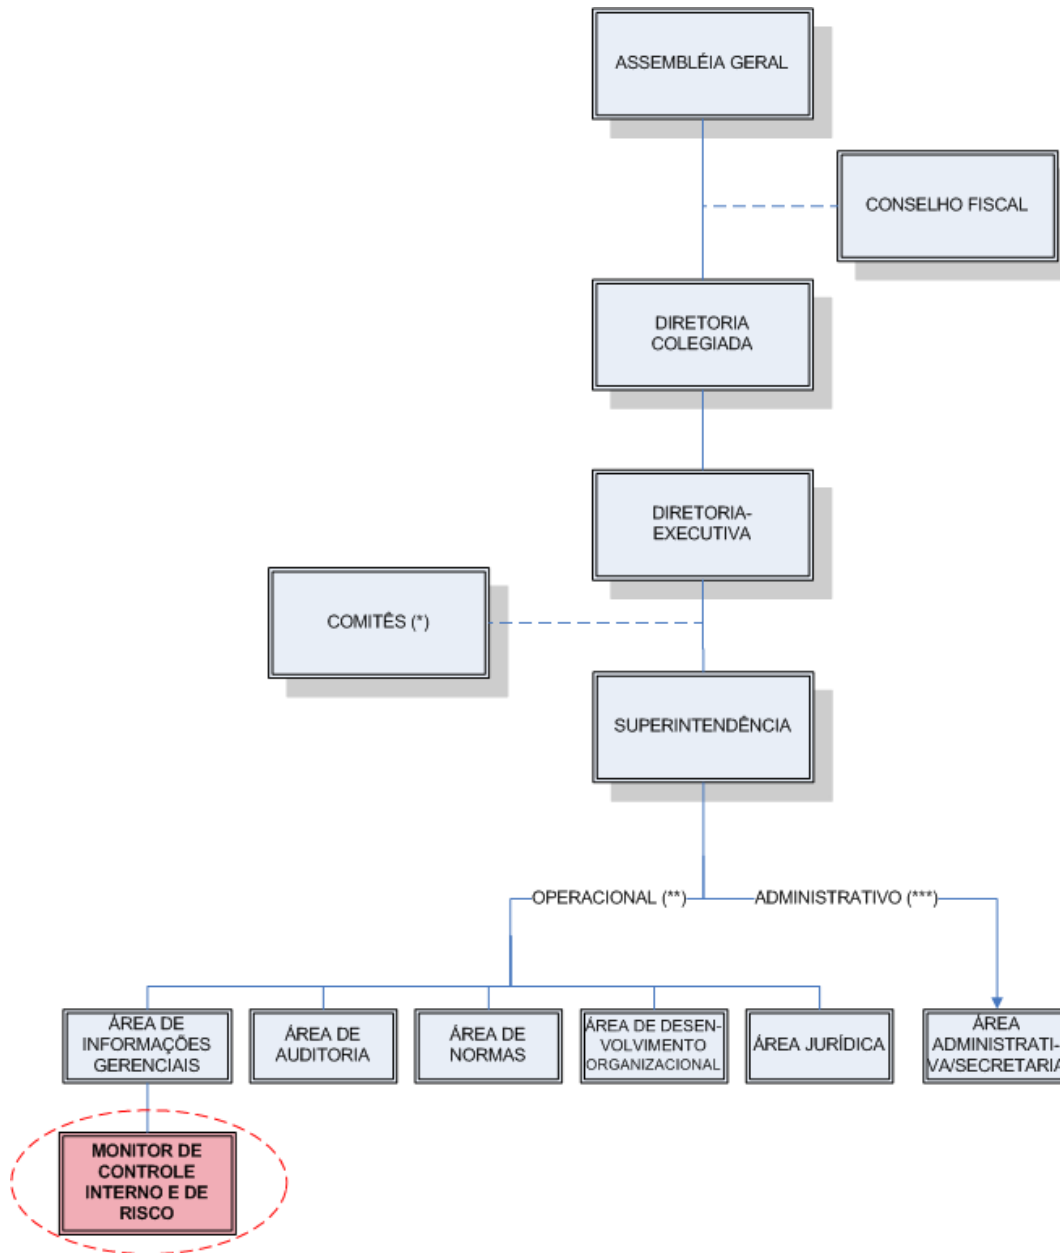 ASSEMBLÉIA GERAL
CONSELHO FISCAL
DIRETORIA
COLEGIADA
DIRETORIA-
EXECUTIVA
COMITÊS (*)
SUPERINTENDÊNCIA
OPERACIONAL (**)
ADMINISTRATIVO (***)
ÁREA DE
INFORMAÇÕES
GERENCIAIS
ÁREA DE
AUDITORIA
ÁREA DE
NORMAS
ÁREA DE DESEN-
VOLVIMENTO
ORGANIZACIONAL
ÁREA JURÍDICA
ÁREA
ADMINISTRATI-
VA/SECRETARIA
MONITOR DE
CONTROLE
INTERNO E DE
RISCO